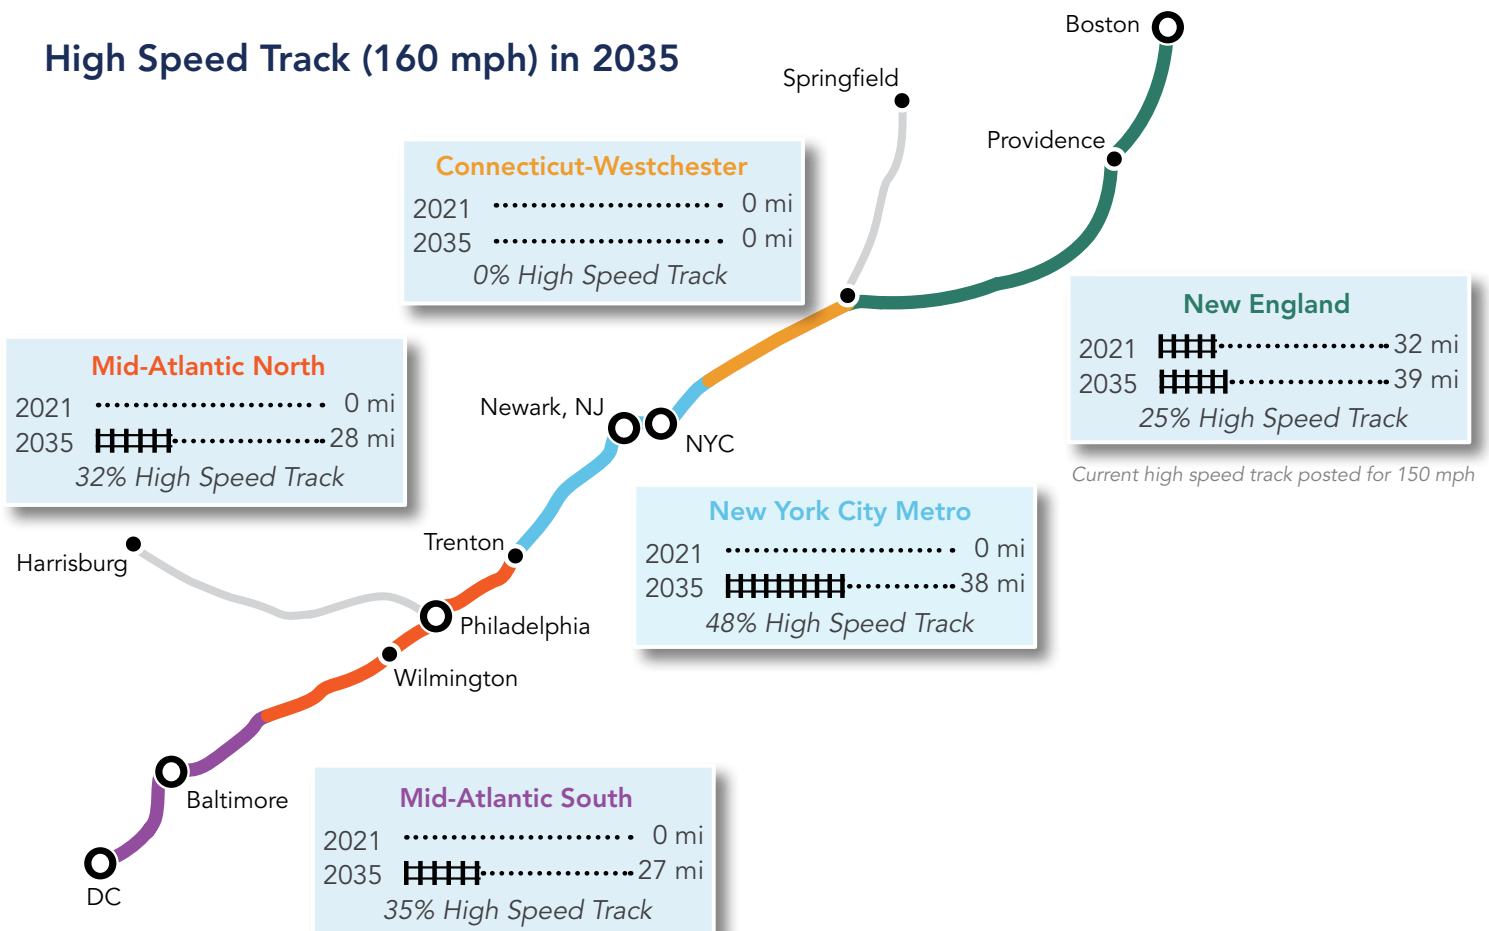 High Speed Track (160 mph) in 2035
Boston
Springfield
Providence
Connecticut-Westchester
2021 0 mi
2035 0 mi
0% High Speed Track
New England
2021 32 mi
2035 39 mi
25% High Speed Track
Current high speed track posted for 150 mph
Mid-Atlantic North
2021 0 mi
2035 28 mi
32% High Speed Track
Newark, NJ
NYC
New York City Metro
2021 0 mi
2035 38 mi
48% High Speed Track
Trenton
Harrisburg
Philadelphia
Wilmington
Baltimore
Mid-Atlantic South
2021 0 mi
2035 27 mi
35% High Speed Track
DC